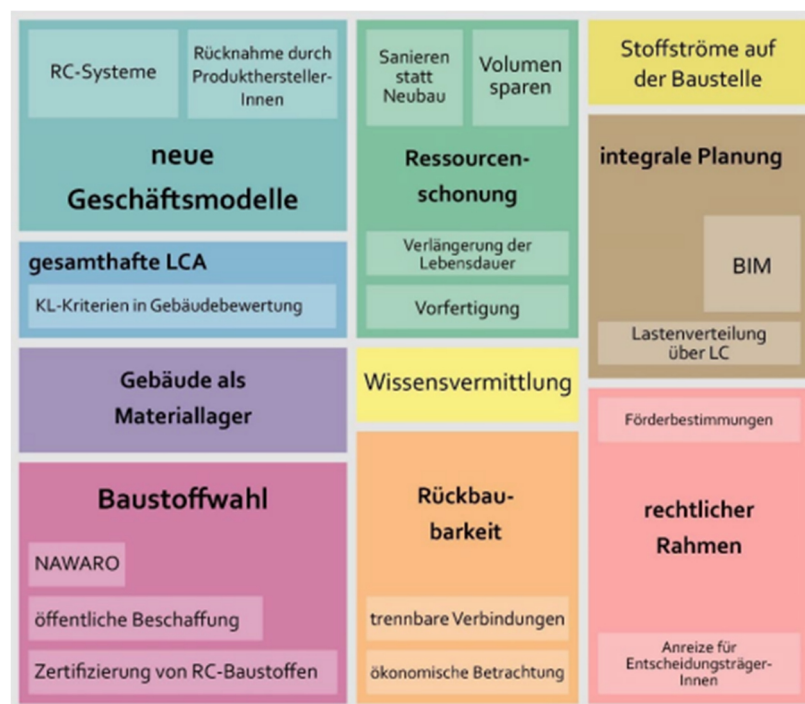 RC-Systeme
Rücknahme durch
Produkthersteller-
Innen
neue
Geschäftsmodelle
gesamthafte LCA
KL-Kriterien in Gebäudebewertung
Gebäude als
Materiallager
Baustoffwahl
NAWARO
öffentliche Beschaffung
Zertifizierung von RC-Baustoffen
Sanieren
statt
Neubau
Volumen
sparen
Ressourcen-
schonung
Verlängerung der
Lebensdauer
Vorfertigung
Wissensvermittlung
Rückbau-
barkeit
trennbare Verbindungen
ökonomische Betrachtung
Stoffströme auf
der Baustelle
integrale Planung
BIM
Lastenverteilung
über LC
Förderbestimmungen
rechtlicher
Rahmen
Anreize für
Entscheidungsträger-
Innen